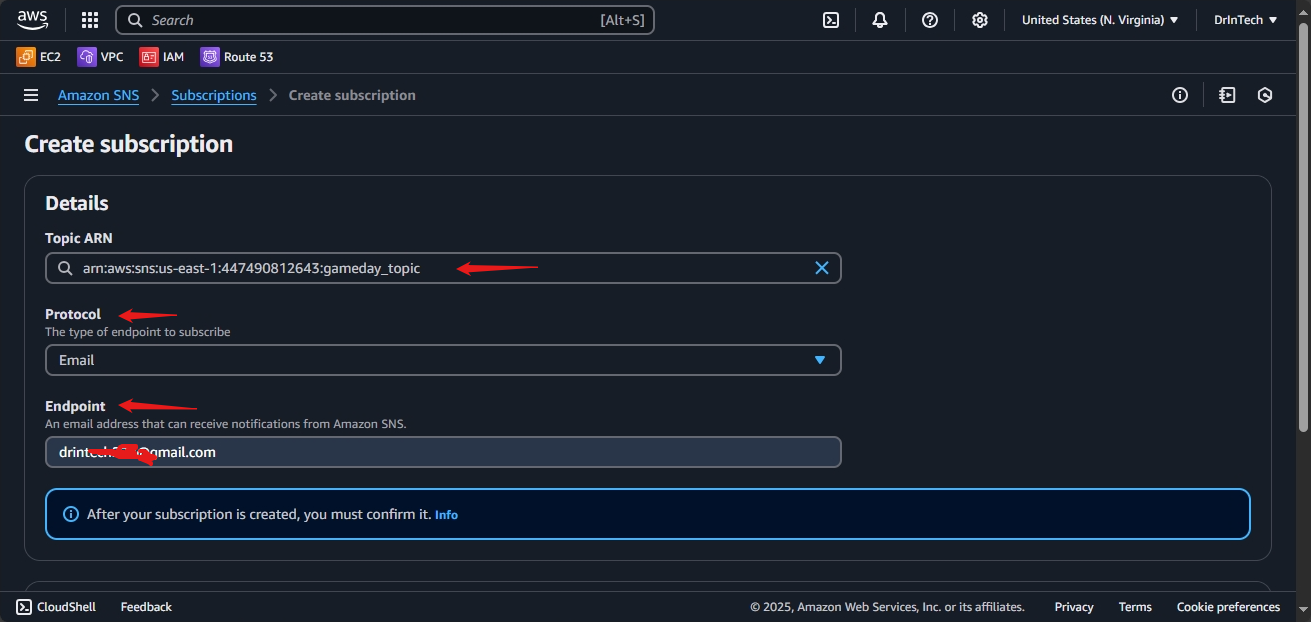 aws
Search [Alt+S] United States (N. Virginia) DrInTech
EC2 VPC IAM Route 53
Amazon SNS Subscriptions Create subscription
Create subscription
Details
Topic ARN
arn:aws:sns:us-east-1:447490812643:gameday_topic
Protocol
The type of endpoint to subscribe
Email
Endpoint
An email address that can receive notifications from Amazon SNS.
@gmail.com
After your subscription is created, you must confirm it. Info
CloudShell Feedback © 2025, Amazon Web Services, Inc. or its affiliates. Privacy Terms Cookie preferences